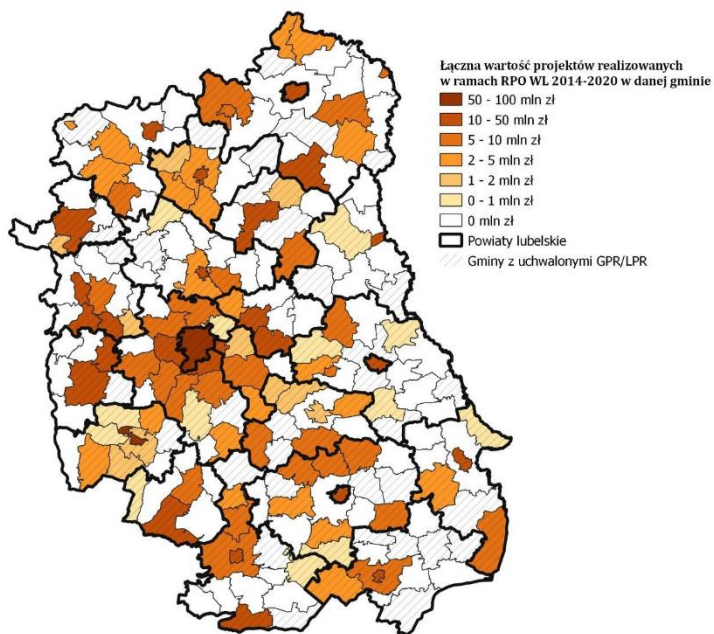 Łączna wartość projektów realizowanych
w ramach RPO WL 2014-2020 w danej gminie
50 - 100 mln zł
10 - 50 mln zł
5 - 10 mln zł
2 - 5 mln zł
1 - 2 mln zł
0 - 1 mln zł
0 mln zł
Powiaty lubelskie
Gminy z uchwalonymi GPR/LPR